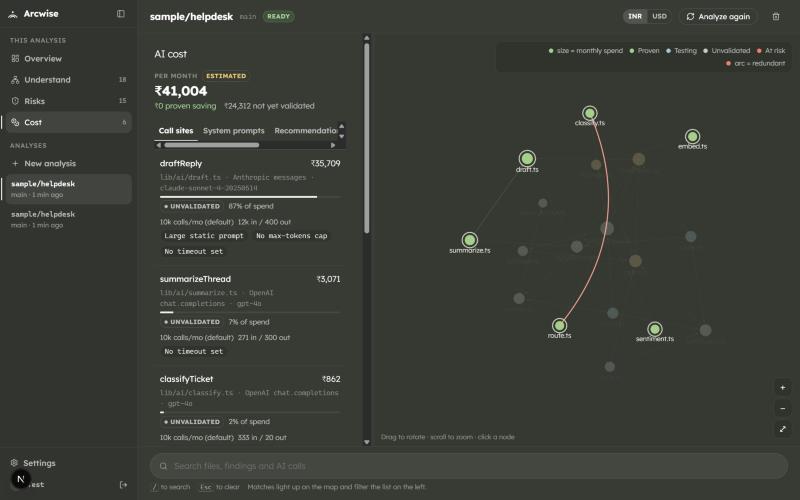 Arcwise
sample/helpdesk main READY
INR USD
Analyze again
THIS ANALYSIS
Overview
Understand 18
Risks 15
Cost 6
ANALYSES
New analysis
sample/helpdesk
main · 1 min ago
sample/helpdesk
main · 1 min ago
Settings
N
AI cost
PER MONTH ESTIMATED
₹41,004
₹0 proven saving ₹24,312 not yet validated
Call sites System prompts Recommendatio
draftReply ₹35,709
lib/ai/draft.ts · Anthropic messages ·
claude-sonnet-4-20250514
UNVALIDATED 87% of spend
10k calls/mo (default) 12k in / 400 out
Large static prompt No max-tokens cap
No timeout set
summarizeThread ₹3,071
lib/ai/summarize.ts · OpenAI
chat.completions · gpt-4o
UNVALIDATED 7% of spend
10k calls/mo (default) 271 in / 300 out
No timeout set
classifyTicket ₹862
lib/ai/classify.ts · OpenAI chat.completions
· gpt-4o
UNVALIDATED 2% of spend
10k calls/mo (default) 333 in / 20 out
size = monthly spend Proven Testing Unvalidated At risk
arc = redundant
classify.ts
embed.ts
draft.ts
summarize.ts
route.ts
sentiment.ts
Drag to rotate · scroll to zoom · click a node
Search files, findings and AI calls
/ to search Esc to clear Matches light up on the map and filter the list on the left.